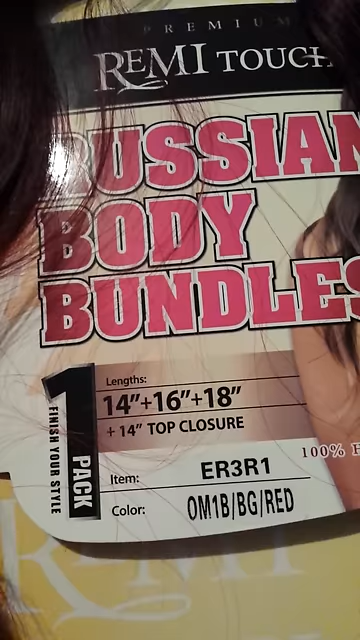 PREMIUM
REMI TOUCH
RUSSIAN
BODY
BUNDLES
1 PACK
FINISH YOUR STYLE
Lengths:
14"+16"+18"
+ 14" TOP CLOSURE
100%
Item: ER3R1
Color: OM1B/BG/RED
REMI